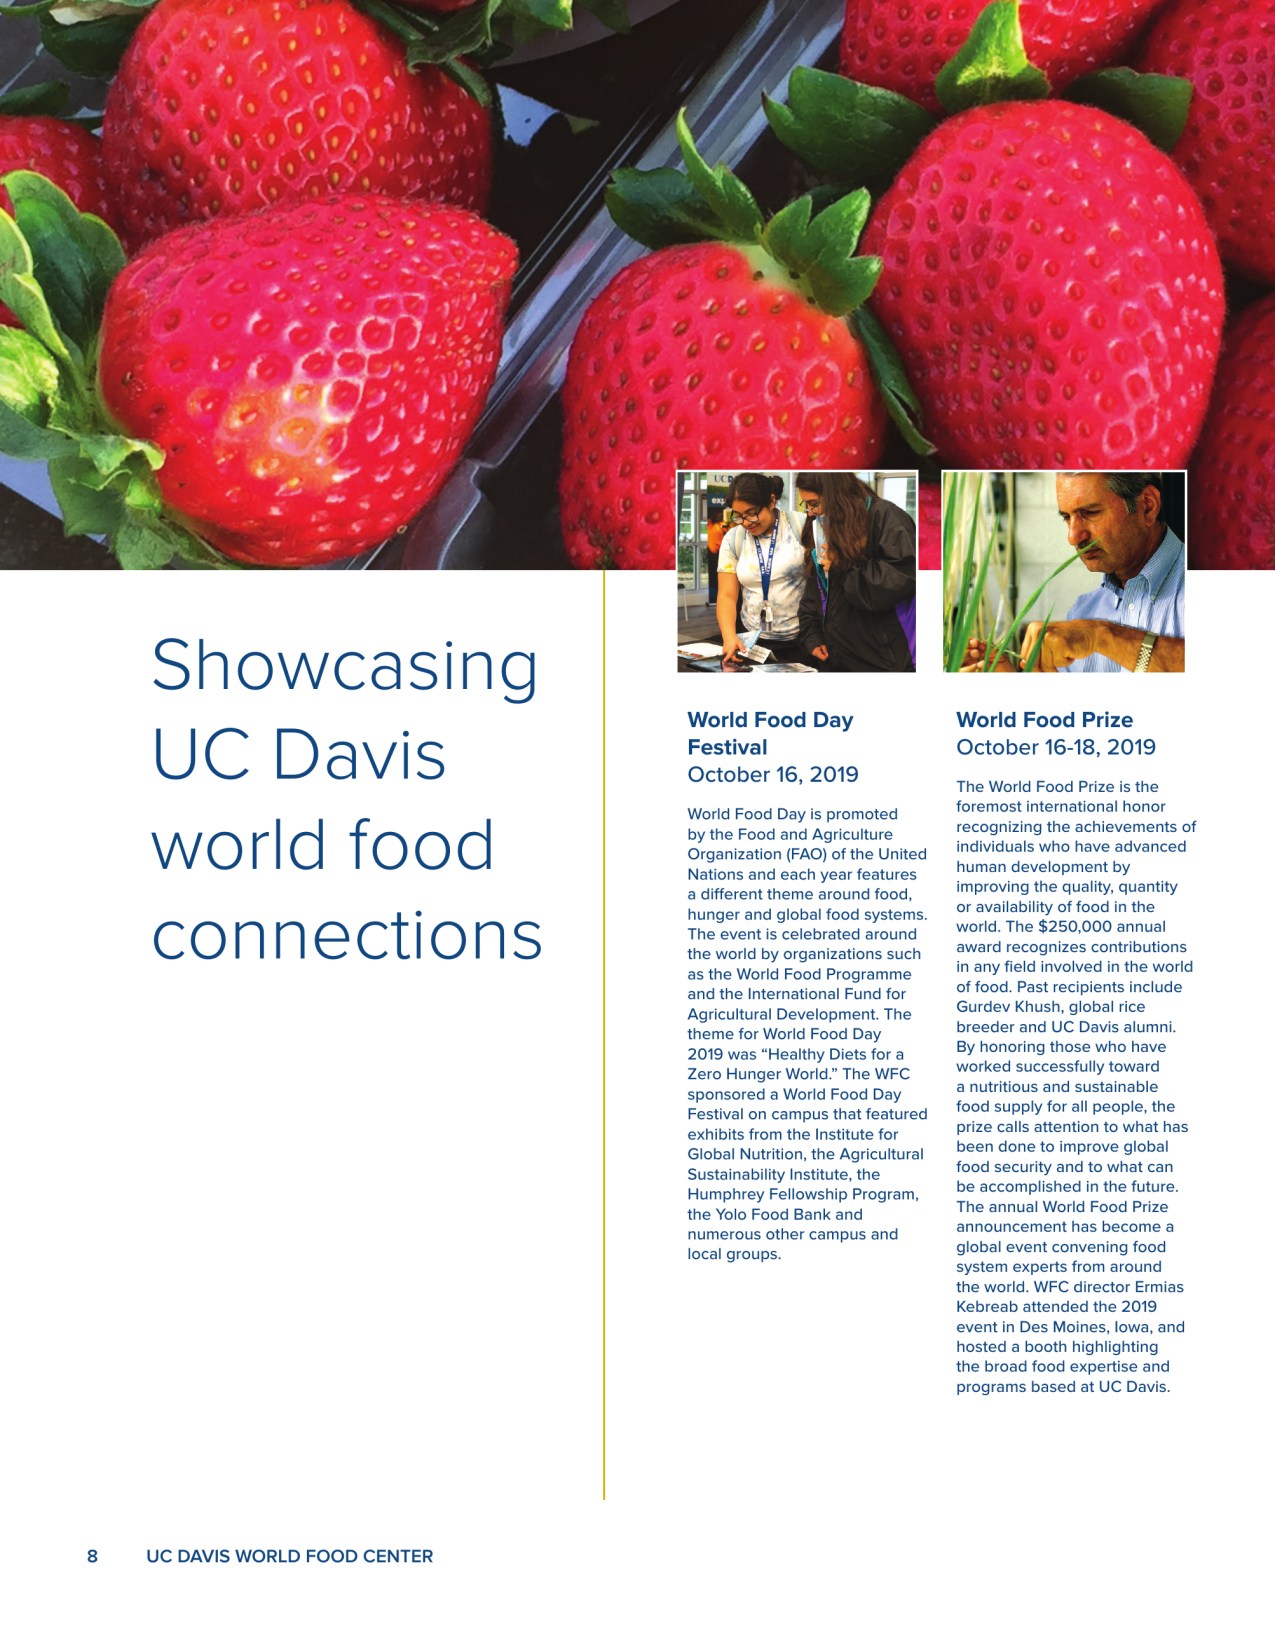 UCD
exp
Showcasing
UC Davis
world food
connections
World Food Day
Festival
October 16, 2019
World Food Day is promoted
by the Food and Agriculture
Organization (FAO) of the United
Nations and each year features
a different theme around food,
hunger and global food systems.
The event is celebrated around
the world by organizations such
as the World Food Programme
and the International Fund for
Agricultural Development. The
theme for World Food Day
2019 was “Healthy Diets for a
Zero Hunger World.” The WFC
sponsored a World Food Day
Festival on campus that featured
exhibits from the Institute for
Global Nutrition, the Agricultural
Sustainability Institute, the
Humphrey Fellowship Program,
the Yolo Food Bank and
numerous other campus and
local groups.
World Food Prize
October 16-18, 2019
The World Food Prize is the
foremost international honor
recognizing the achievements of
individuals who have advanced
human development by
improving the quality, quantity
or availability of food in the
world. The $250,000 annual
award recognizes contributions
in any field involved in the world
of food. Past recipients include
Gurdev Khush, global rice
breeder and UC Davis alumni.
By honoring those who have
worked successfully toward
a nutritious and sustainable
food supply for all people, the
prize calls attention to what has
been done to improve global
food security and to what can
be accomplished in the future.
The annual World Food Prize
announcement has become a
global event convening food
system experts from around
the world. WFC director Ermias
Kebreab attended the 2019
event in Des Moines, Iowa, and
hosted a booth highlighting
the broad food expertise and
programs based at UC Davis.
8 UC DAVIS WORLD FOOD CENTER